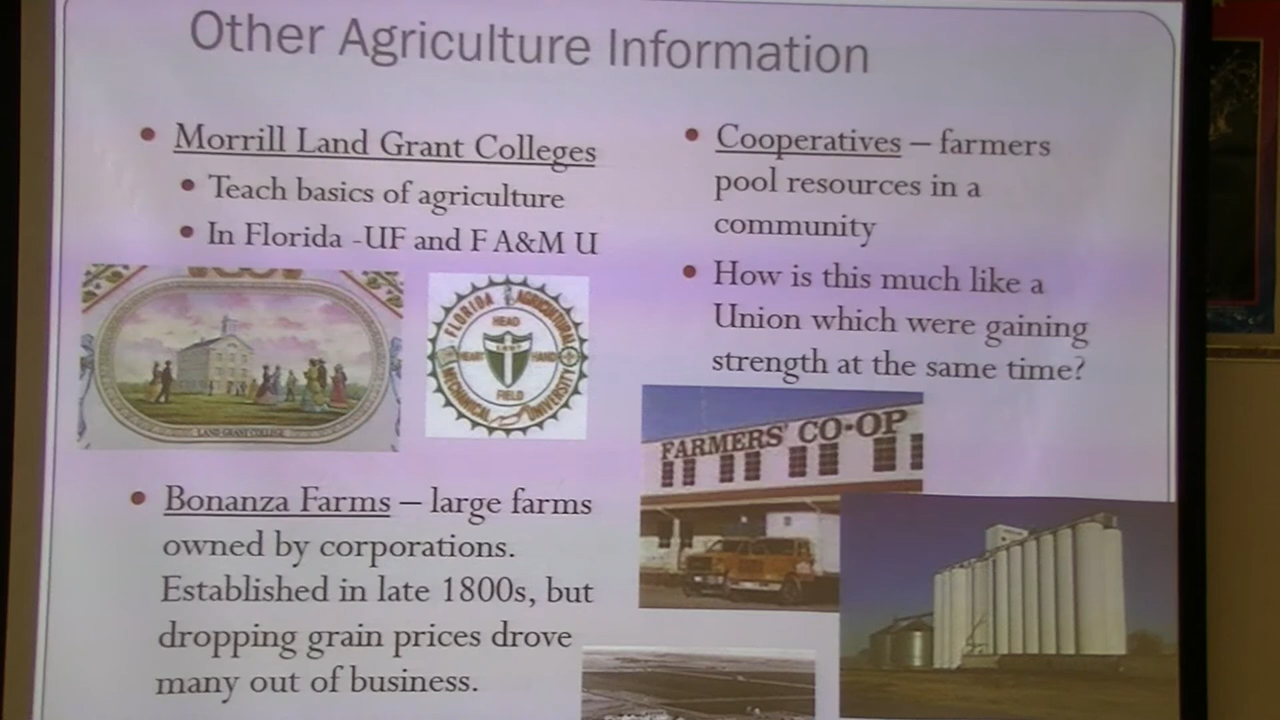 Other Agriculture Information
• Morrill Land Grant Colleges
• Teach basics of agriculture
• In Florida -UF and F A&M U
LAND GRANT COLLEGE
FLORIDA AGRICULTURAL
HEAD
HEART
HAND
FIELD
MECHANICAL UNIVERSITY
• Bonanza Farms – large farms
owned by corporations.
Established in late 1800s, but
dropping grain prices drove
many out of business.
• Cooperatives – farmers
pool resources in a
community
• How is this much like a
Union which were gaining
strength at the same time?
FARMERS' CO-OP